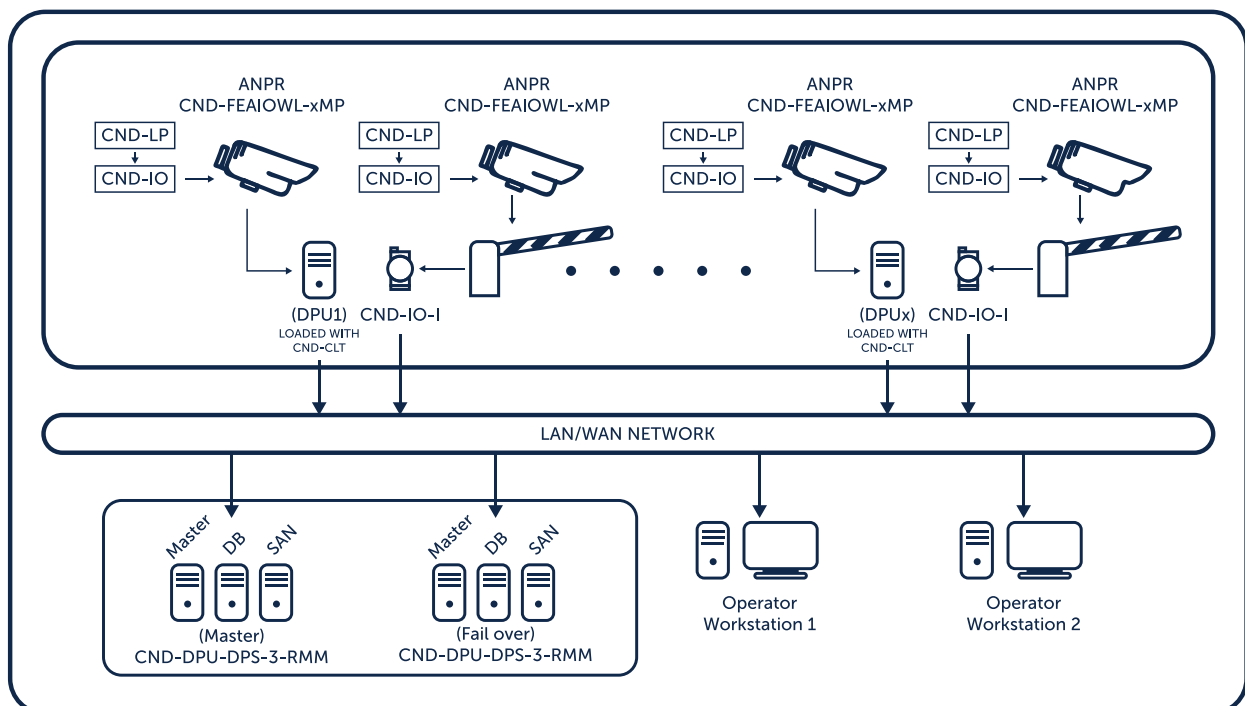 ANPR
CND-FEAIOWL-xMP
ANPR
CND-FEAIOWL-xMP
ANPR
CND-FEAIOWL-xMP
ANPR
CND-FEAIOWL-xMP
CND-LP
CND-IO
CND-LP
CND-IO
CND-LP
CND-IO
CND-LP
CND-IO
(DPU1)
LOADED WITH
CND-CLT
CND-IO-I
(DPUx)
LOADED WITH
CND-CLT
CND-IO-I
LAN/WAN NETWORK
Master
DB
SAN
(Master)
CND-DPU-DPS-3-RMM
Master
DB
SAN
(Fail over)
CND-DPU-DPS-3-RMM
Operator
Workstation 1
Operator
Workstation 2